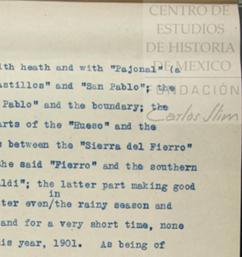 CENTRO DE
ESTUDIOS
DE HISTORIA
DE MEXICO
FUNDACIÓN
Carlos Slim
ith heath and with "Pajonal" (a
astillos" and "San Pablo"; the
Pablo" and the boundary; the
arts of the "Hueso" and the
s between the "Sierra del Fierro"
he said "Fierro" and the southern
ldi"; the latter part making good
in
ter even/the rainy season and
and for a very short time, none
his year, 1901. As being of